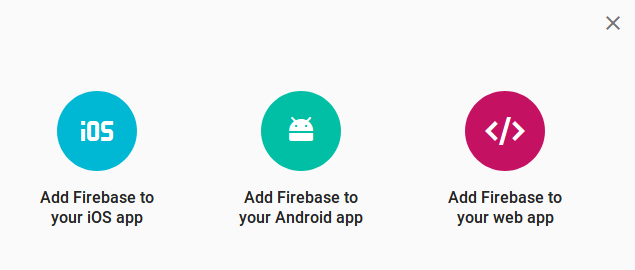 iOS
</>
Add Firebase to
your iOS app
Add Firebase to
your Android app
Add Firebase to
your web app